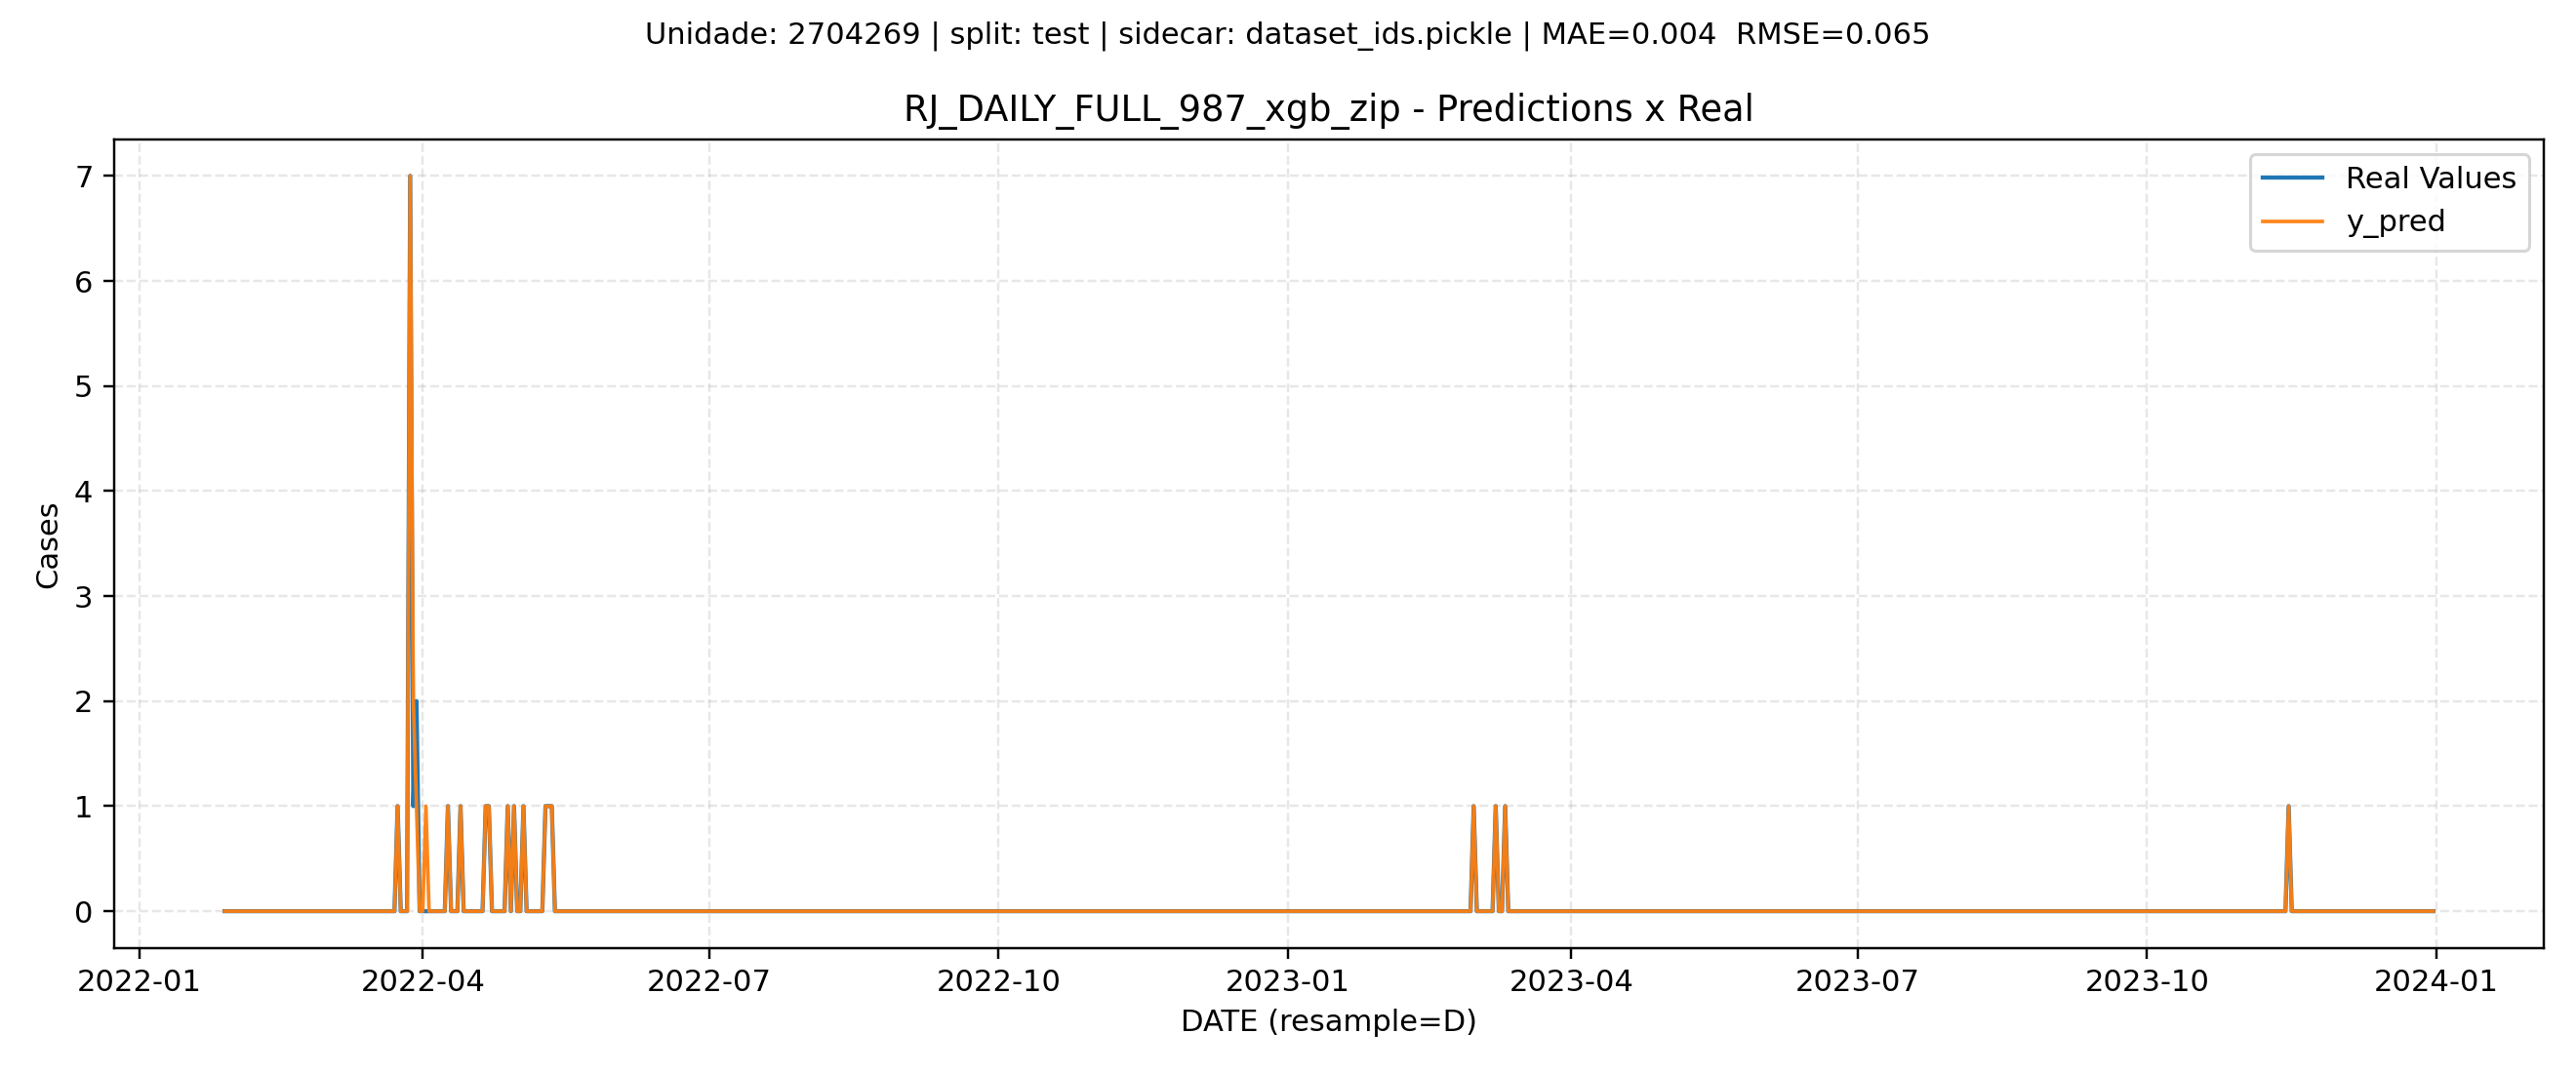 Unidade: 2704269 | split: test | sidecar: dataset_ids.pickle | MAE=0.004  RMSE=0.065
RJ_DAILY_FULL_987_xgb_zip - Predictions x Real
Real Values
y_pred
7
6
5
4
3
2
1
0
Cases
2022-01
2022-04
2022-07
2022-10
2023-01
2023-04
2023-07
2023-10
2024-01
DATE (resample=D)